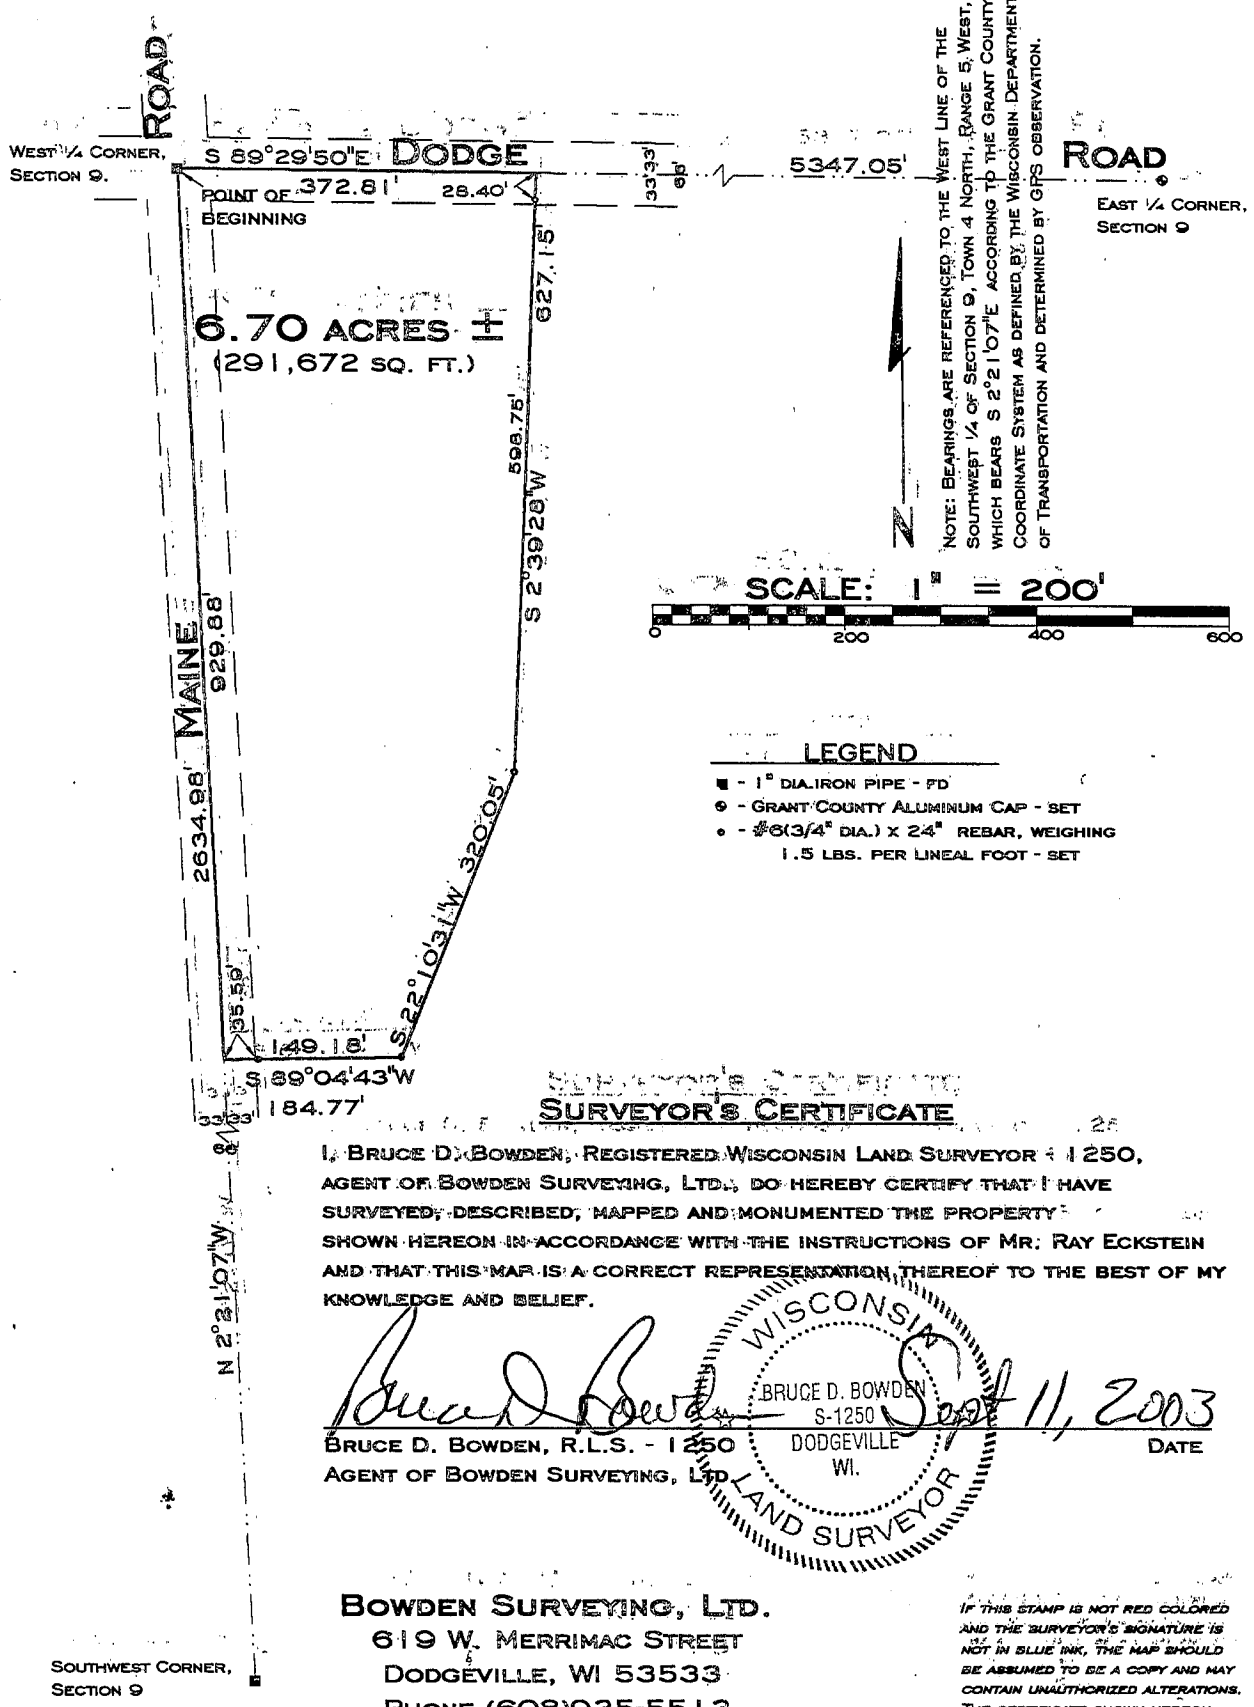 ROAD
WEST 1/4 CORNER,
SECTION 9.
S 89°29'50"E
DODGE
5347.05'
ROAD
EAST 1/4 CORNER,
SECTION 9
POINT OF
BEGINNING
372.81'
28.40'
33' 33'
66'
NOTE: BEARINGS ARE REFERENCED TO THE WEST LINE OF THE
SOUTHWEST 1/4 OF SECTION 9, TOWN 4 NORTH, RANGE 5 WEST,
WHICH BEARS S 2°21'07"E ACCORDING TO THE GRANT COUNTY
COORDINATE SYSTEM AS DEFINED BY THE WISCONSIN DEPARTMENT
OF TRANSPORTATION AND DETERMINED BY GPS OBSERVATION.
627.15'
6.70 ACRES ±
(291,672 SQ. FT.)
598.75'
S 2°39'28"W
N
SCALE: 1" = 200'
0 200 400 600
MAINE
929.88'
2634.98'
LEGEND
- 1" DIA. IRON PIPE - FD
- GRANT COUNTY ALUMINUM CAP - SET
- #6(3/4" DIA.) X 24" REBAR, WEIGHING
1.5 LBS. PER LINEAL FOOT - SET
S 22°10'31"W 320.05'
35.59'
149.18'
S 89°04'43"W
184.77'
33' 33'
66'
N 2°21'07"W
SURVEYOR'S CERTIFICATE
I, BRUCE D. BOWDEN, REGISTERED WISCONSIN LAND SURVEYOR - 1250,
AGENT OF BOWDEN SURVEYING, LTD., DO HEREBY CERTIFY THAT I HAVE
SURVEYED, DESCRIBED, MAPPED AND MONUMENTED THE PROPERTY
SHOWN HEREON IN ACCORDANCE WITH THE INSTRUCTIONS OF MR. RAY ECKSTEIN
AND THAT THIS MAP IS A CORRECT REPRESENTATION THEREOF TO THE BEST OF MY
KNOWLEDGE AND BELIEF.
Bruce D Bowden Sept 11, 2003
BRUCE D. BOWDEN, R.L.S. - 1250
AGENT OF BOWDEN SURVEYING, LTD.
DATE
WISCONSIN
BRUCE D. BOWDEN
S-1250
DODGEVILLE
WI.
LAND SURVEYOR
BOWDEN SURVEYING, LTD.
619 W. MERRIMAC STREET
DODGEVILLE, WI 53533
PHONE (608)935-5513
SOUTHWEST CORNER,
SECTION 9
IF THIS STAMP IS NOT RED COLORED
AND THE SURVEYOR'S SIGNATURE IS
NOT IN BLUE INK, THE MAP SHOULD
BE ASSUMED TO BE A COPY AND MAY
CONTAIN UNAUTHORIZED ALTERATIONS.